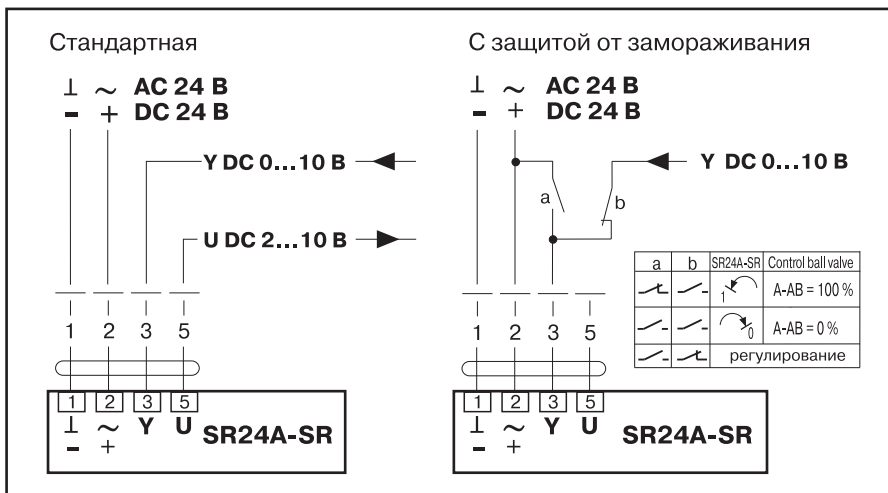 Стандартная
⊥ ~ AC 24 В
- + DC 24 В
Y DC 0...10 В
U DC 2...10 В
1 2 3 5
1 2 3 5
⊥ ~ Y U SR24A-SR
- +
С защитой от замораживания
⊥ ~ AC 24 В
- + DC 24 В
Y DC 0...10 В
a b
a b SR24A-SR Control ball valve
1 A-AB = 100 %
0 A-AB = 0 %
регулирование
1 2 3 5
1 2 3 5
⊥ ~ Y U SR24A-SR
- +